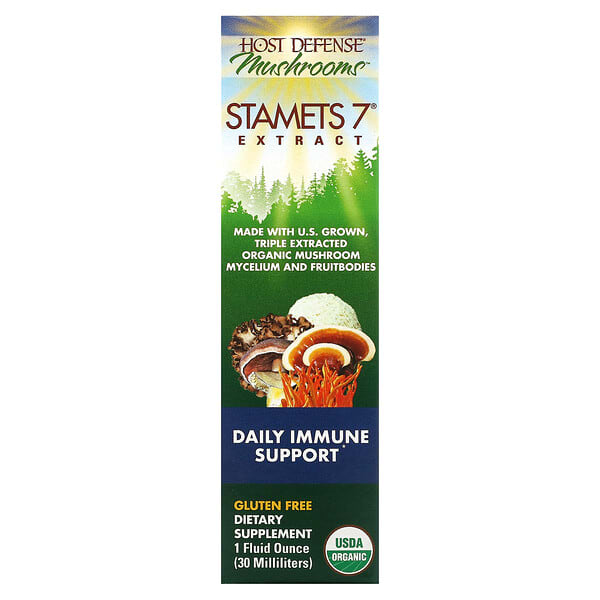 HOST DEFENSE®
Mushrooms™
STAMETS 7®
EXTRACT
MADE WITH U.S. GROWN,
TRIPLE EXTRACTED
ORGANIC MUSHROOM
MYCELIUM AND FRUITBODIES
DAILY IMMUNE
SUPPORT*
GLUTEN FREE
DIETARY
SUPPLEMENT
1 Fluid Ounce
(30 Milliliters)
USDA
ORGANIC